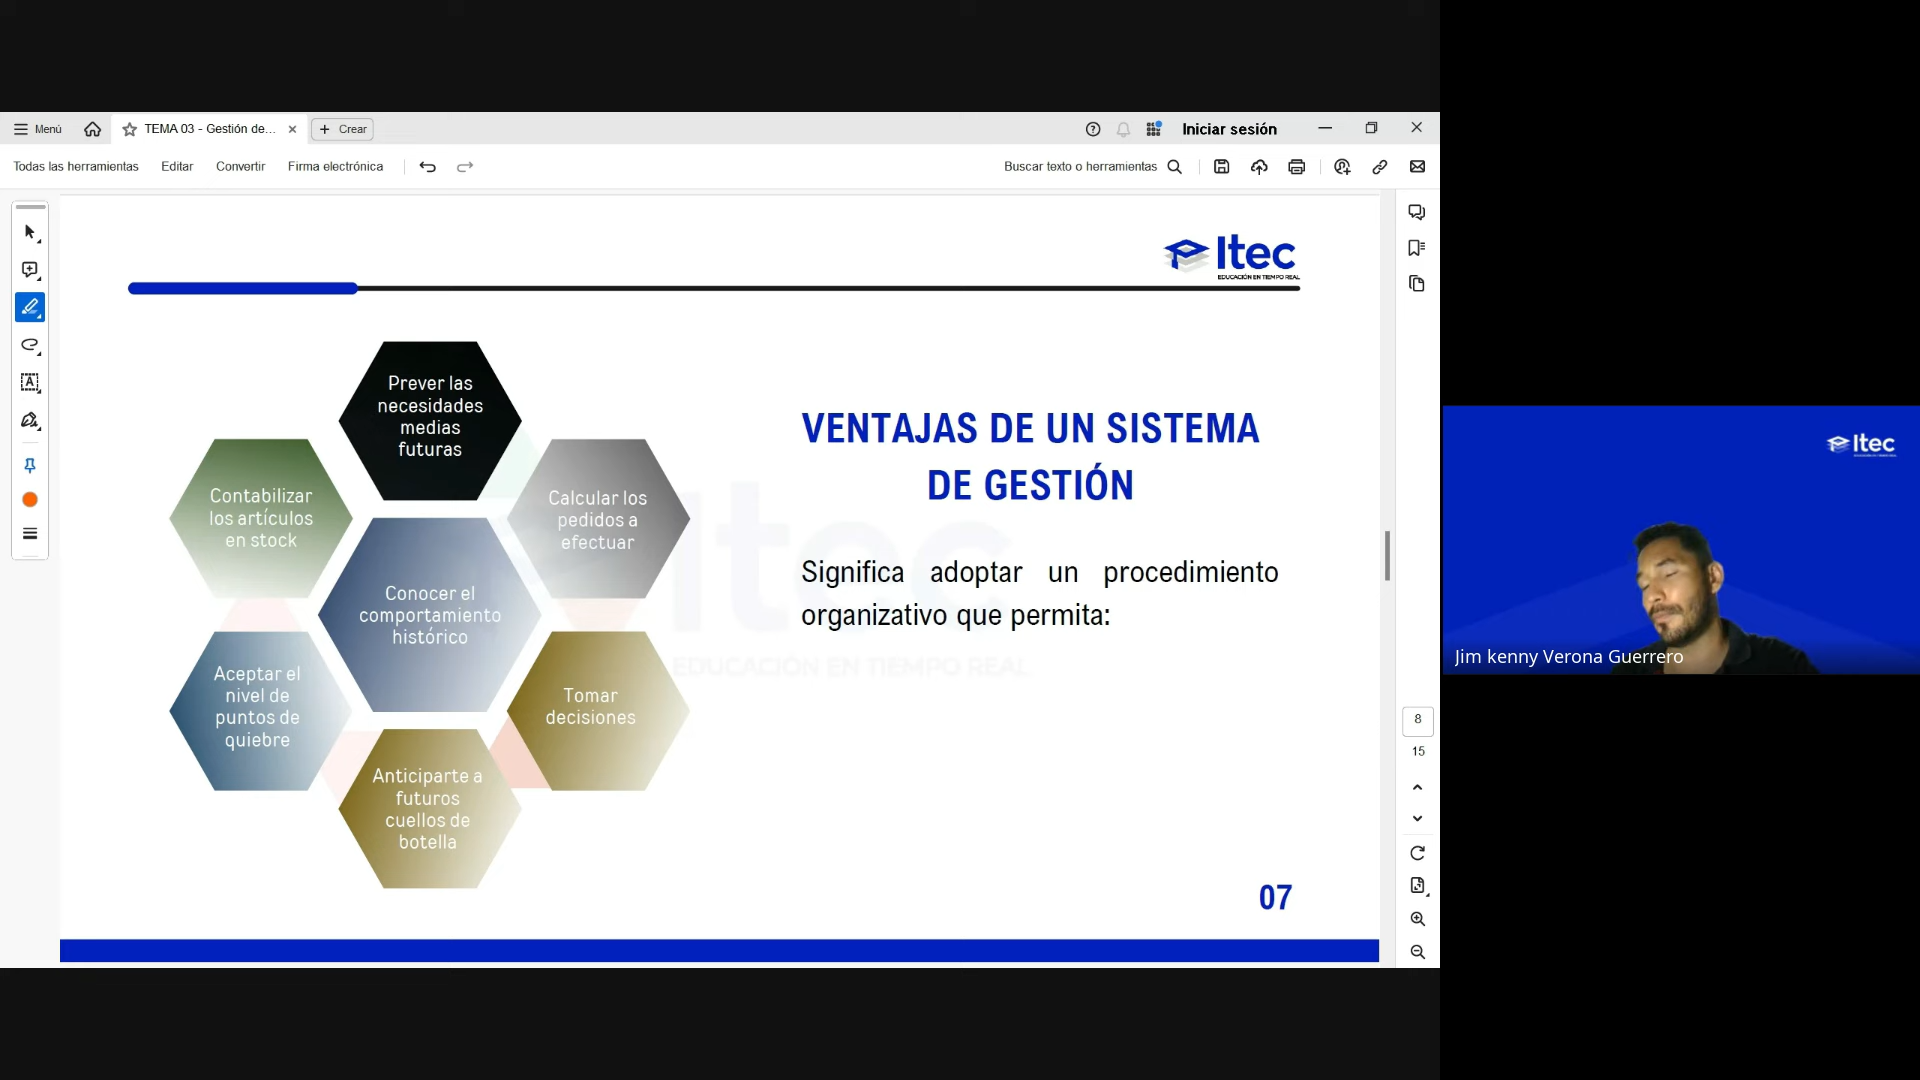 Menú
TEMA 03 - Gestión de...
Crear
Iniciar sesión
Todas las herramientas
Editar
Convertir
Firma electrónica
Buscar texto o herramientas
Itec
EDUCACIÓN EN TIEMPO REAL
Prever las
necesidades
medias
futuras
Contabilizar
los artículos
en stock
Calcular los
pedidos a
efectuar
Conocer el
comportamiento
histórico
Aceptar el
nivel de
puntos de
quiebre
Tomar
decisiones
Anticiparte a
futuros
cuellos de
botella
VENTAJAS DE UN SISTEMA
DE GESTIÓN
Significa adoptar un procedimiento
organizativo que permita:
Itec
EDUCACIÓN EN TIEMPO REAL
07
8
15
Itec
Jim kenny Verona Guerrero